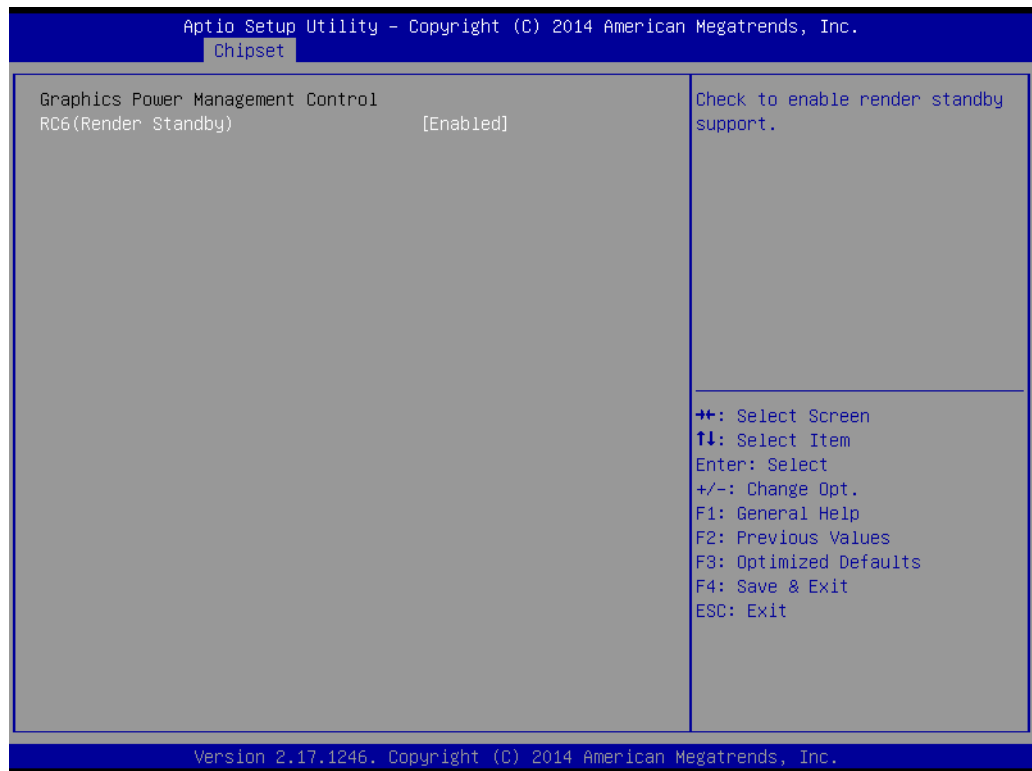 Aptio Setup Utility – Copyright (C) 2014 American Megatrends, Inc.
Chipset
Graphics Power Management Control
RC6(Render Standby) [Enabled]
Check to enable render standby
support.
→←: Select Screen
↑↓: Select Item
Enter: Select
+/-: Change Opt.
F1: General Help
F2: Previous Values
F3: Optimized Defaults
F4: Save & Exit
ESC: Exit
Version 2.17.1246. Copyright (C) 2014 American Megatrends, Inc.